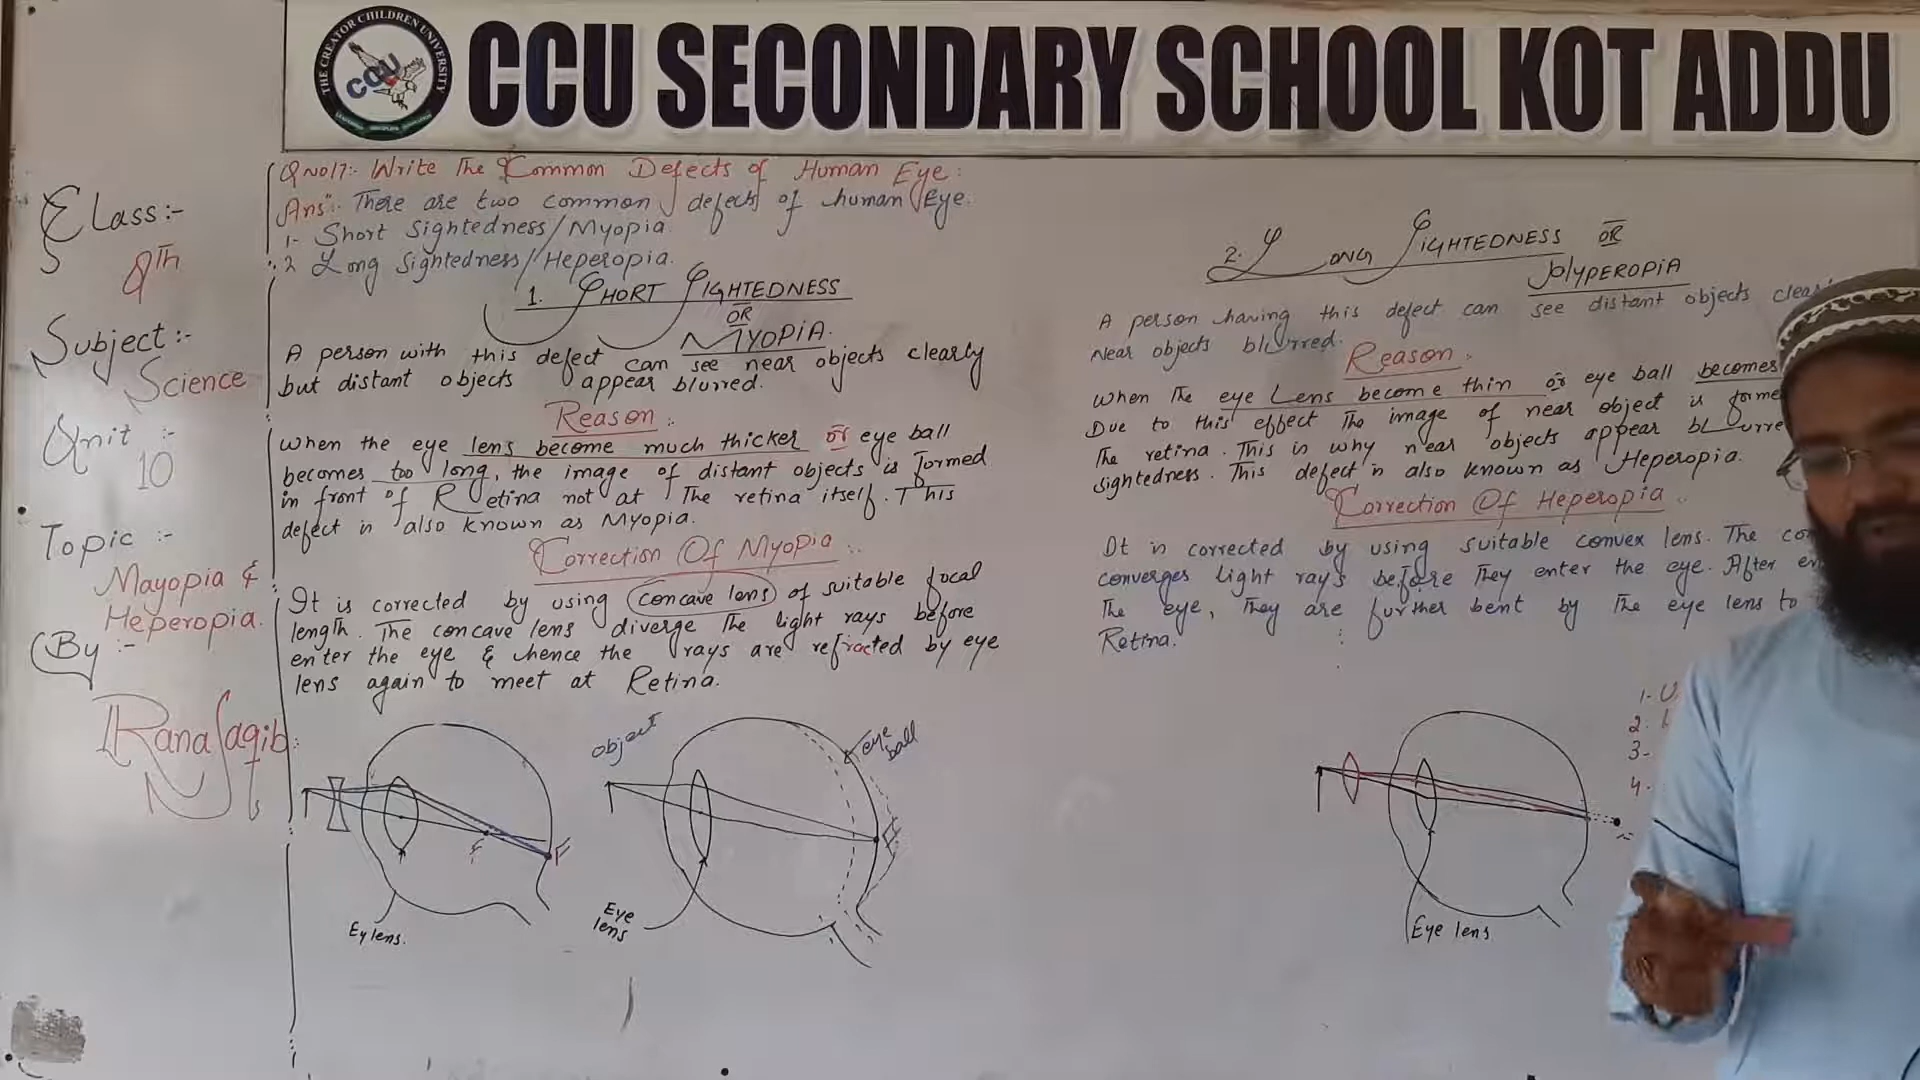 THE CREATOR CHILDREN UNIVERSITY
CCU
CCU SECONDARY SCHOOL KOT ADDU
Class:-
8Th
Subject:-
Science
Unit:-
10
Topic:-
Mayopia &
Heperopia.
By:-
Rana Saqib
Q No 17:- Write The Common Defects of Human Eye:
Ans:- There are two common defects of human Eye.
1- Short Sightedness/Myopia.
2 Long Sightedness/Heperopia.
1. SHORT SIGHTEDNESS
OR
MYOPIA.
A person with this defect can see near objects clearly
but distant objects appear blurred.
Reason:
When the eye lens become much thicker or eye ball
becomes too long, the image of distant objects is formed
in front of Retina not at The retina itself. This
defect is also known as Myopia.
Correction Of Myopia:
It is corrected by using concave lens of suitable focal
length. The concave lens diverge The light rays before
enter the eye & hence the rays are refracted by eye
lens again to meet at Retina.
F
F
Ey lens.
object
eye
ball
Eye
lens
2. LONG SIGHTEDNESS OR
HYPEROPIA
A person having this defect can see distant objects clear
Near objects blurred.
Reason.
When The eye Lens become thin or eye ball becomes
Due to this effect The image of near object is forme
The retina. This is why near objects appear blurre
sightedness. This defect is also known as Heperopia.
Correction Of Heperopia.
It is corrected by using suitable convex lens. The co
converges light rays before They enter the eye. After en
The eye, They are further bent by The eye lens to
Retina.
1- U
2.
3-
4.
Eye lens